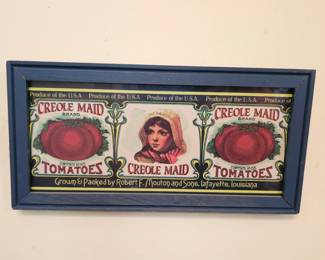 Produce of the U.S.A. Produce of the U.S.A. Produce of the U.S.A. Produce of the U.S.A. Produce of
CREOLE MAID
BRAND
TOMATOES
CREOLE MAID
CREOLE MAID
BRAND
TOMATOES
Grown & Packed by Robert F. Mouton and Sons, Lafayette, Louisiana